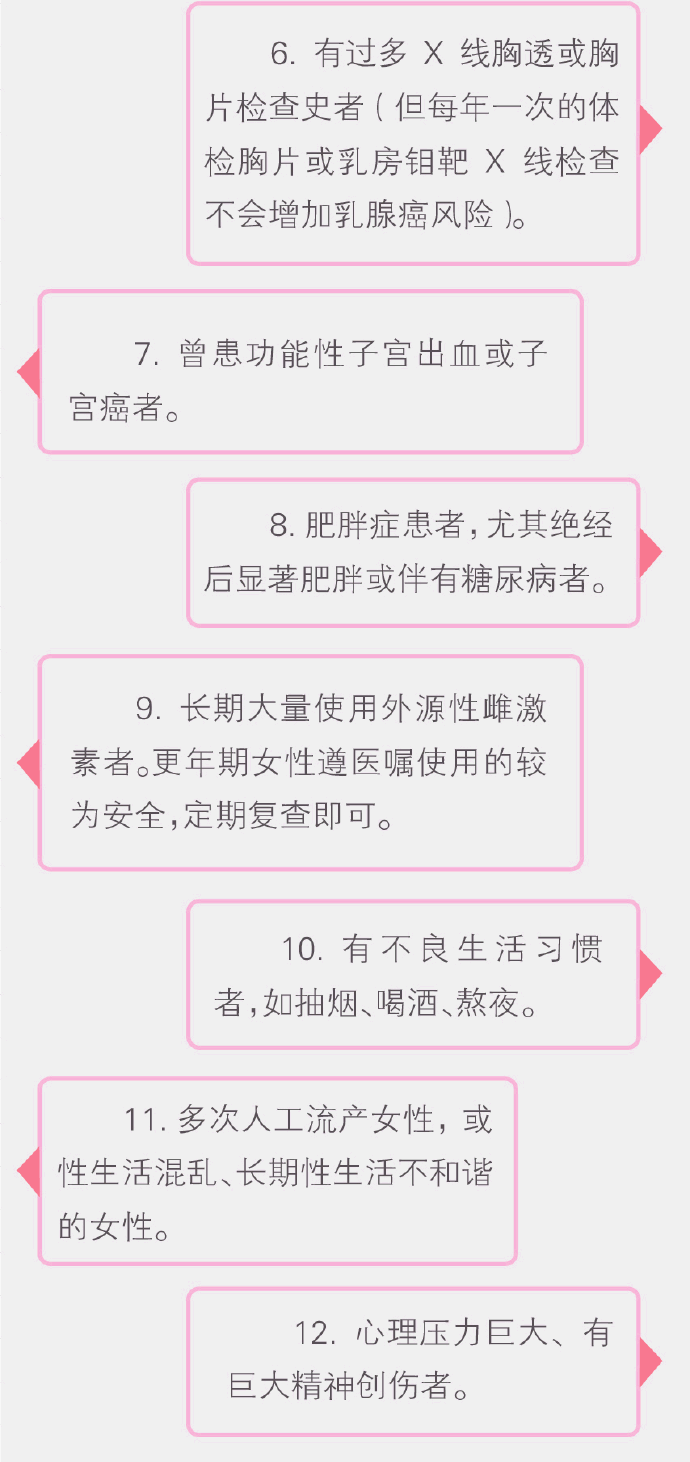 6. 有过多 X 线胸透或胸
片检查史者(但每年一次的体
检胸片或乳房钼靶 X 线检查
不会增加乳腺癌风险)。
7. 曾患功能性子宫出血或子
宫癌者。
8. 肥胖症患者,尤其绝经
后显著肥胖或伴有糖尿病者。
9. 长期大量使用外源性雌激
素者。更年期女性遵医嘱使用的较
为安全,定期复查即可。
10. 有不良生活习惯
者,如抽烟、喝酒、熬夜。
11. 多次人工流产女性,或
性生活混乱、长期性生活不和谐
的女性。
12. 心理压力巨大、有
巨大精神创伤者。